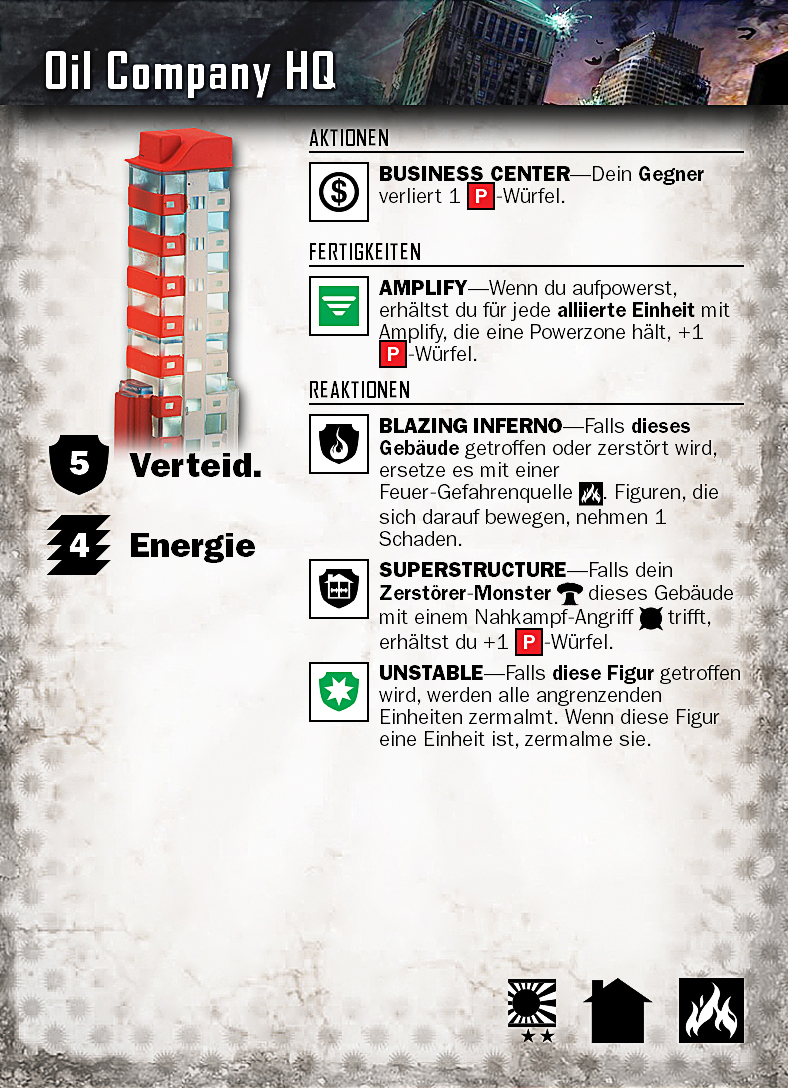 Oil Company HQ
AKTIONEN
$
BUSINESS CENTER—Dein Gegner
verliert 1 P-Würfel.
FERTIGKEITEN
AMPLIFY—Wenn du aufpowerst,
erhältst du für jede alliierte Einheit mit
Amplify, die eine Powerzone hält, +1
P-Würfel.
REAKTIONEN
BLAZING INFERNO—Falls dieses
Gebäude getroffen oder zerstört wird,
ersetze es mit einer
Feuer-Gefahrenquelle . Figuren, die
sich darauf bewegen, nehmen 1
Schaden.
SUPERSTRUCTURE—Falls dein
Zerstörer-Monster dieses Gebäude
mit einem Nahkampf-Angriff trifft,
erhältst du +1 P-Würfel.
UNSTABLE—Falls diese Figur getroffen
wird, werden alle angrenzenden
Einheiten zermalmt. Wenn diese Figur
eine Einheit ist, zermalme sie.
5 Verteid.
4 Energie